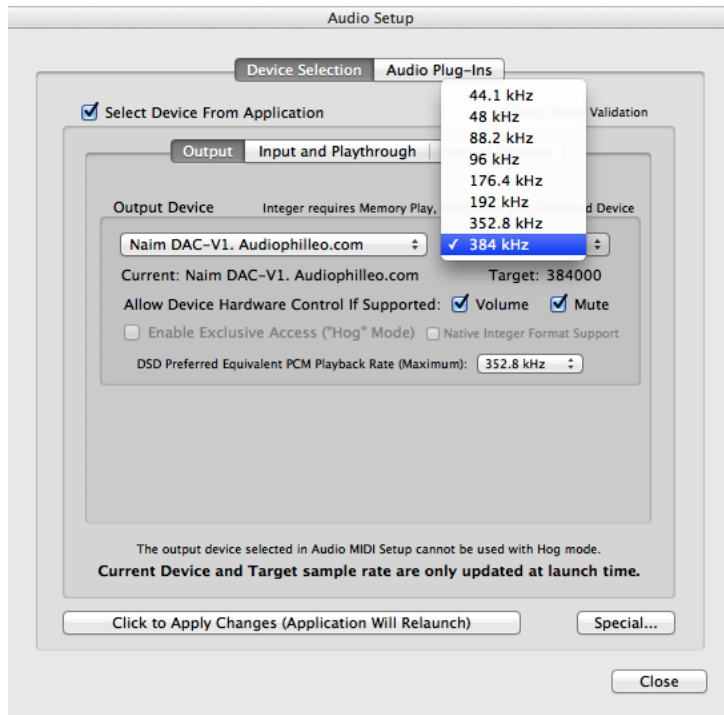 Audio Setup
Device Selection Audio Plug-Ins
44.1 kHz
Select Device From Application Validation
48 kHz
88.2 kHz
Output Input and Playthrough
96 kHz
176.4 kHz
Output Device Integer requires Memory Play, d Device
192 kHz
352.8 kHz
Naim DAC-V1. Audiophilleo.com ✓ 384 kHz
Current: Naim DAC-V1. Audiophilleo.com Target: 384000
Allow Device Hardware Control If Supported: Volume Mute
Enable Exclusive Access ("Hog" Mode) Native Integer Format Support
DSD Preferred Equivalent PCM Playback Rate (Maximum): 352.8 kHz
The output device selected in Audio MIDI Setup cannot be used with Hog mode.
Current Device and Target sample rate are only updated at launch time.
Click to Apply Changes (Application Will Relaunch) Special...
Close